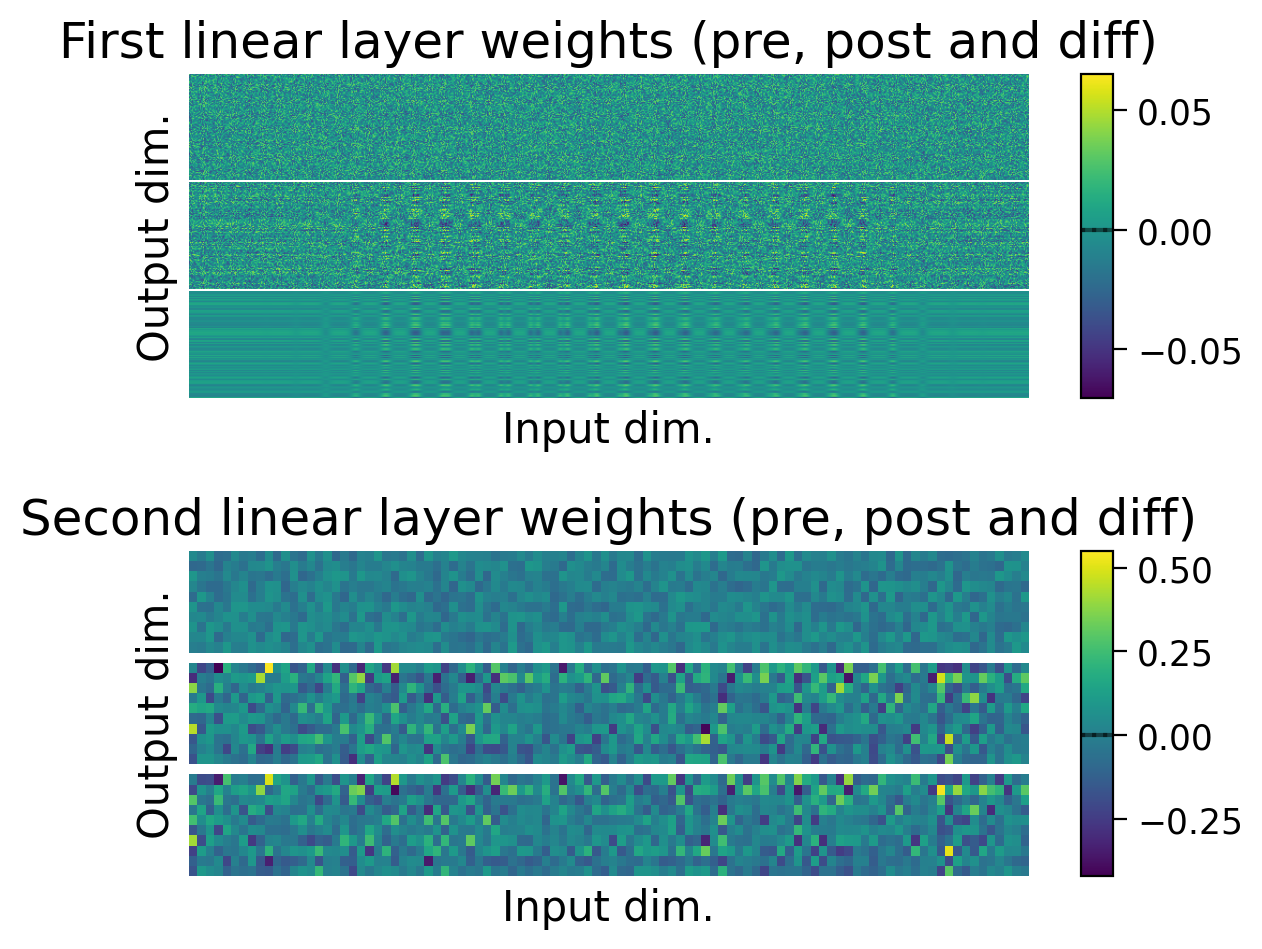 First linear layer weights (pre, post and diff)
Output dim.
0.05
0.00
−0.05
Input dim.
Second linear layer weights (pre, post and diff)
Output dim.
0.50
0.25
0.00
−0.25
Input dim.